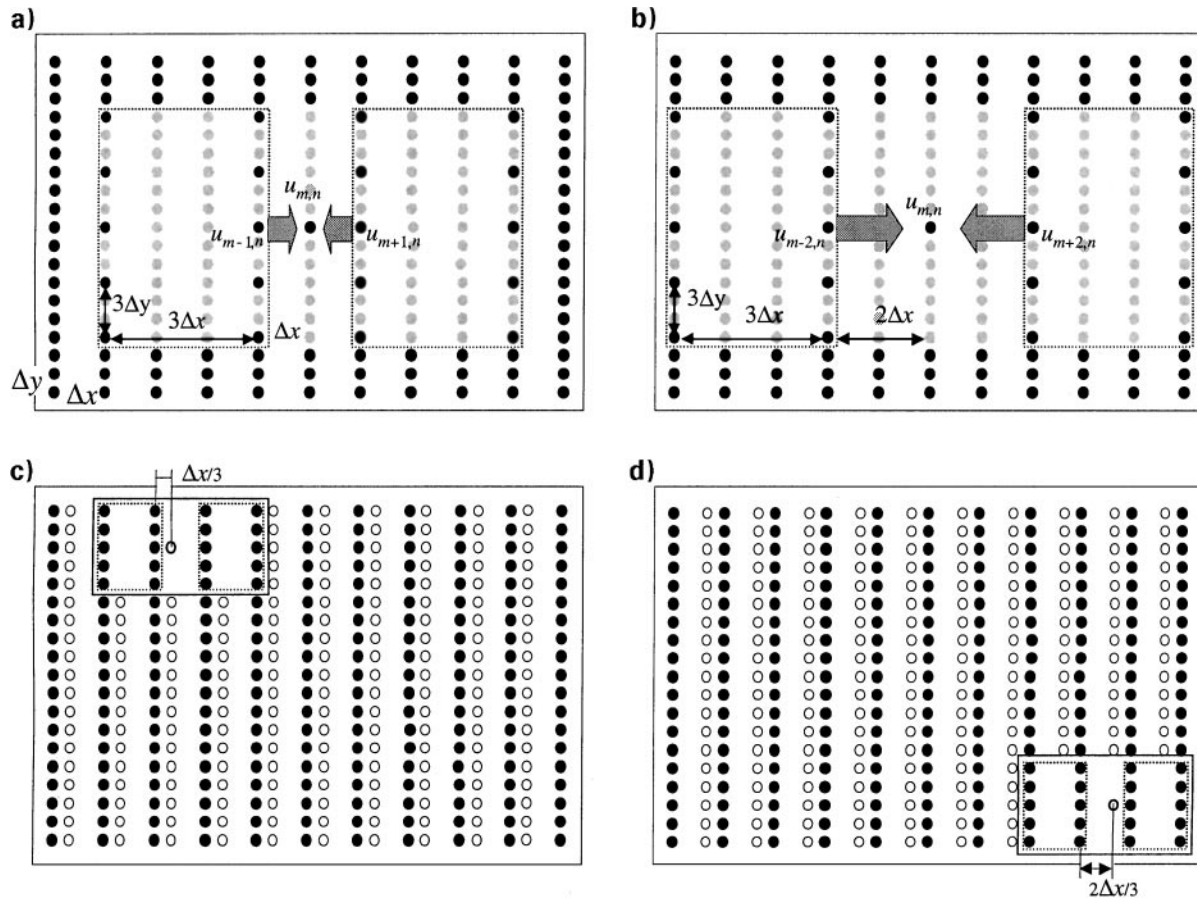 a)
b)
u_{m,n}
u_{m-1,n}
u_{m+1,n}
3Δy
3Δx
Δx
Δy
Δx
u_{m,n}
u_{m-2,n}
u_{m+2,n}
3Δy
3Δx
2Δx
c)
Δx/3
d)
2Δx/3